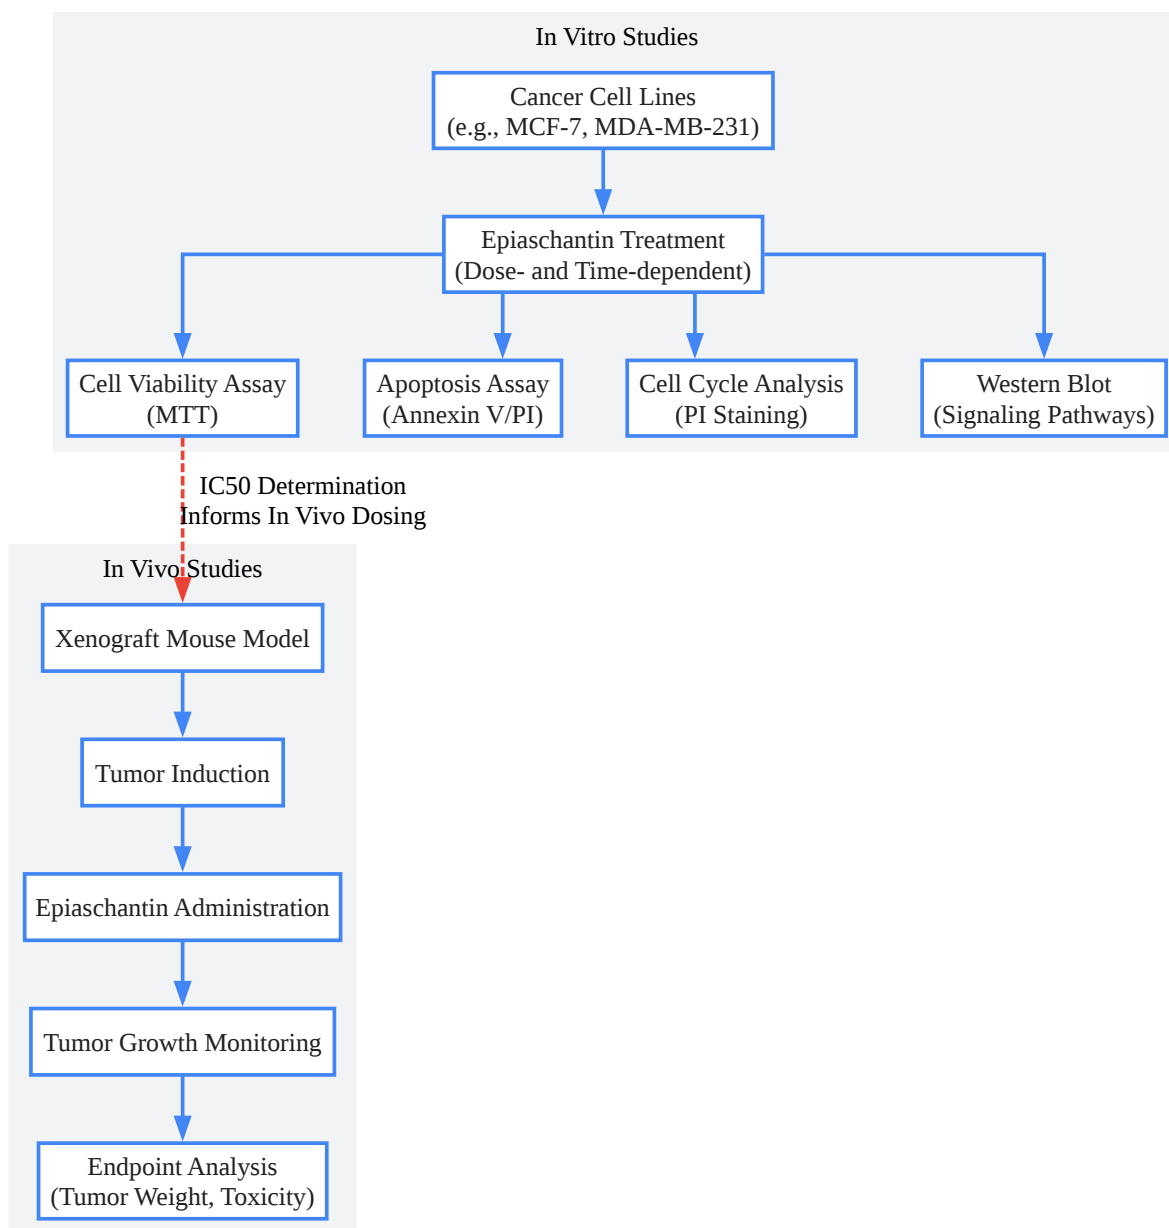 In Vitro Studies
Cancer Cell Lines
(e.g., MCF-7, MDA-MB-231)
Epiaschantin Treatment
(Dose- and Time-dependent)
Cell Viability Assay
(MTT)
Apoptosis Assay
(Annexin V/PI)
Cell Cycle Analysis
(PI Staining)
Western Blot
(Signaling Pathways)
IC50 Determination
Informs In Vivo Dosing
In Vivo Studies
Xenograft Mouse Model
Tumor Induction
Epiaschantin Administration
Tumor Growth Monitoring
Endpoint Analysis
(Tumor Weight, Toxicity)